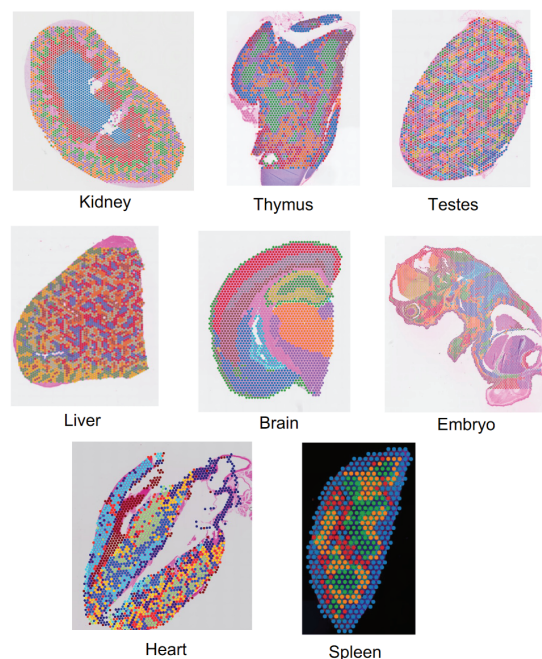 Kidney
Thymus
Testes
Liver
Brain
Embryo
Heart
Spleen